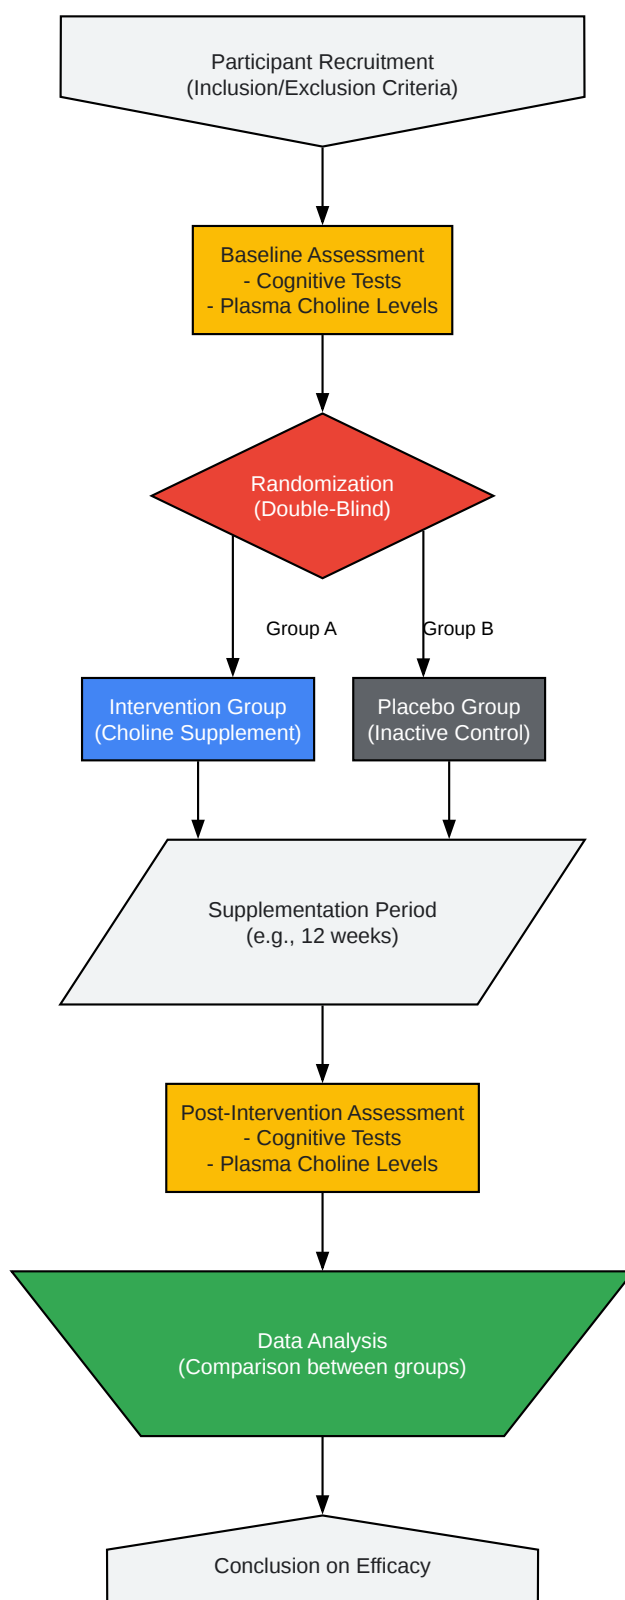 Participant Recruitment
(Inclusion/Exclusion Criteria)
Baseline Assessment
- Cognitive Tests
- Plasma Choline Levels
Randomization
(Double-Blind)
Group A
Group B
Intervention Group
(Choline Supplement)
Placebo Group
(Inactive Control)
Supplementation Period
(e.g., 12 weeks)
Post-Intervention Assessment
- Cognitive Tests
- Plasma Choline Levels
Data Analysis
(Comparison between groups)
Conclusion on Efficacy